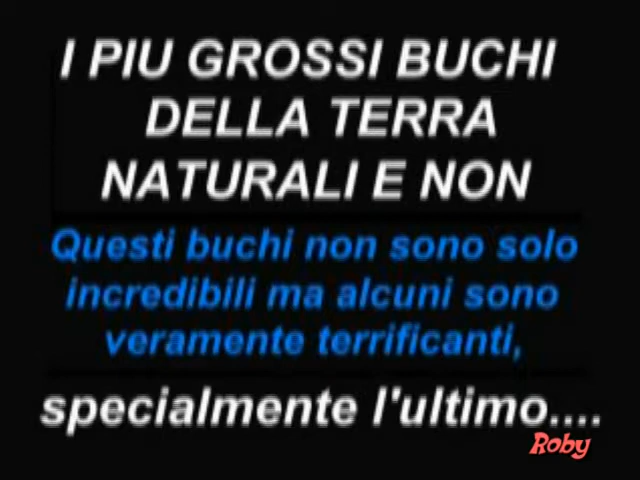 I PIU GROSSI BUCHI
DELLA TERRA
NATURALI E NON
Questi buchi non sono solo
incredibili ma alcuni sono
veramente terrificanti,
specialmente l'ultimo....
Roby